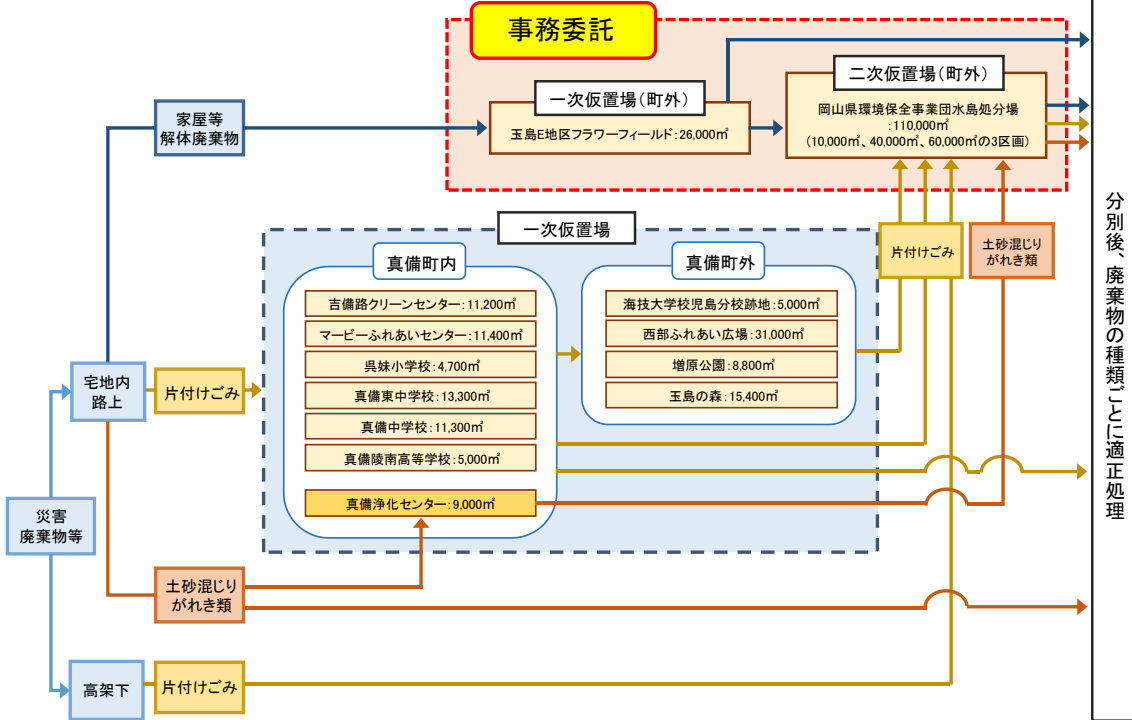 事務委託
一次仮置場(町外)
玉島E地区フラワーフィールド:26,000㎡
二次仮置場(町外)
岡山県環境保全事業団水島処分場
:110,000㎡
(10,000㎡、40,000㎡、60,000㎡の3区画)
家屋等
解体廃棄物
一次仮置場
真備町内
吉備路クリーンセンター:11,200㎡
マービーふれあいセンター:11,400㎡
呉妹小学校:4,700㎡
真備東中学校:13,300㎡
真備中学校:11,300㎡
真備陵南高等学校:5,000㎡
真備浄化センター:9,000㎡
真備町外
海技大学校児島分校跡地:5,000㎡
西部ふれあい広場:31,000㎡
増原公園:8,800㎡
玉島の森:15,400㎡
片付けごみ
土砂混じり
がれき類
宅地内
路上
片付けごみ
災害
廃棄物等
土砂混じり
がれき類
高架下
片付けごみ
分別後、廃棄物の種類ごとに適正処理